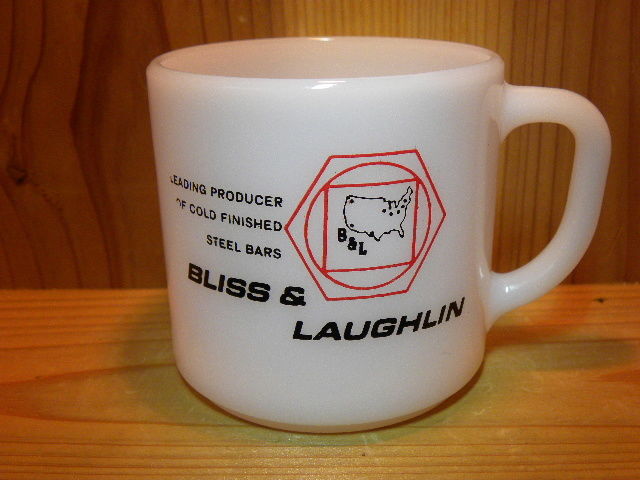 LEADING PRODUCER
OF COLD FINISHED
STEEL BARS
B&L
BLISS &
LAUGHLIN